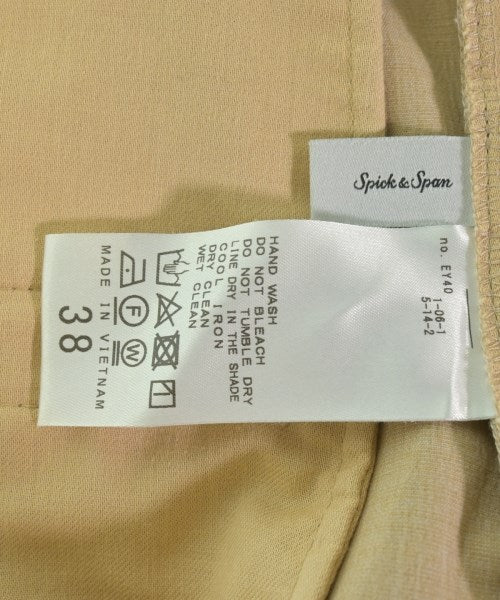 Spick & Span
no. EY40
1-06-1
5-14-2
HAND WASH
DO NOT BLEACH
DO NOT TUMBLE DRY
LINE DRY IN THE SHADE
COOL IRON
DRY CLEAN
WET CLEAN
F W
MADE IN VIETNAM
38